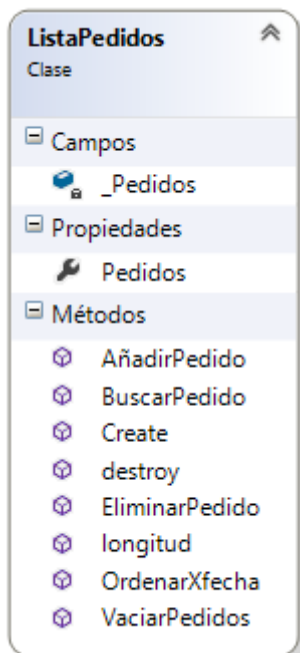 ListaPedidos
Clase
Campos
_Pedidos
Propiedades
Pedidos
Métodos
AñadirPedido
BuscarPedido
Create
destroy
EliminarPedido
longitud
OrdenarXfecha
VaciarPedidos